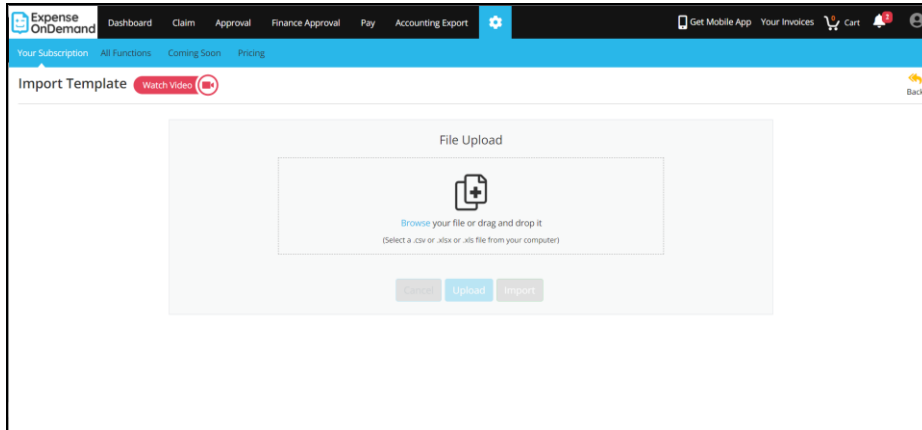 Expense
OnDemand
Dashboard Claim Approval Finance Approval Pay Accounting Export Get Mobile App Your Invoices 0 Cart 2
Your Subscription All Functions Coming Soon Pricing
Import Template Watch Video
Back
File Upload
Browse your file or drag and drop it
(Select a .csv or .xlsx or .xls file from your computer)
Cancel Upload Import